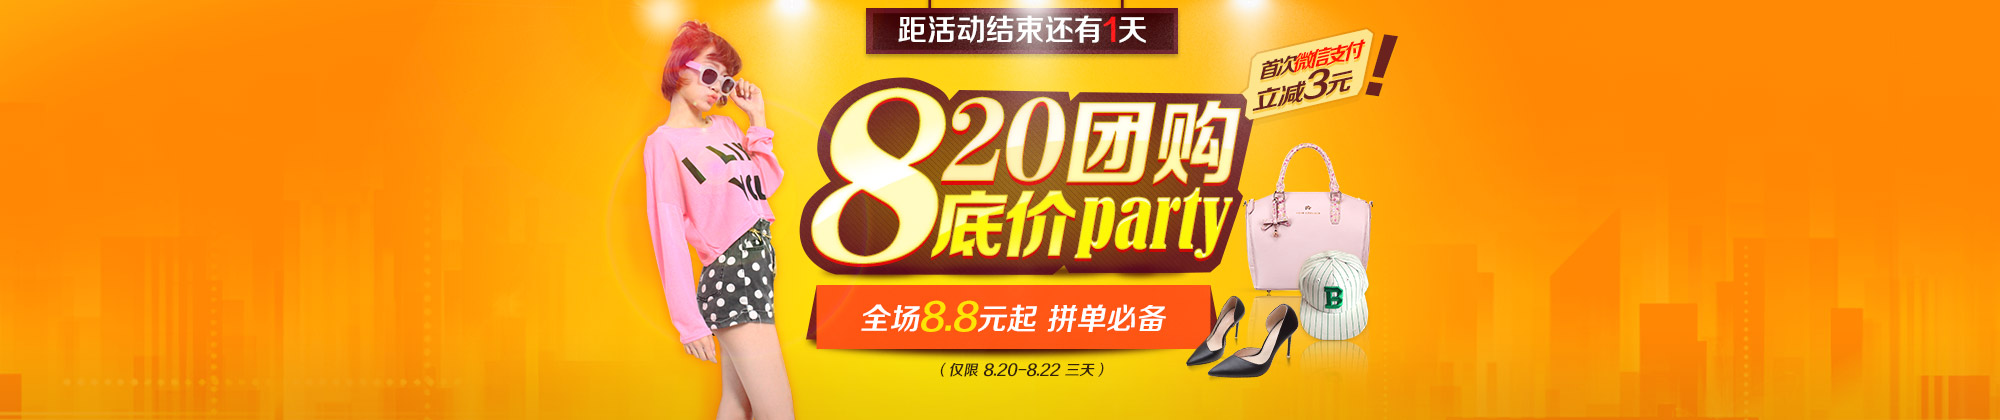 距活动结束还有1天
首次微信支付
立减3元!
820团购
底价party
全场8.8元起 拼单必备
(仅限 8.20-8.22 三天)
I LIK
YOU
B